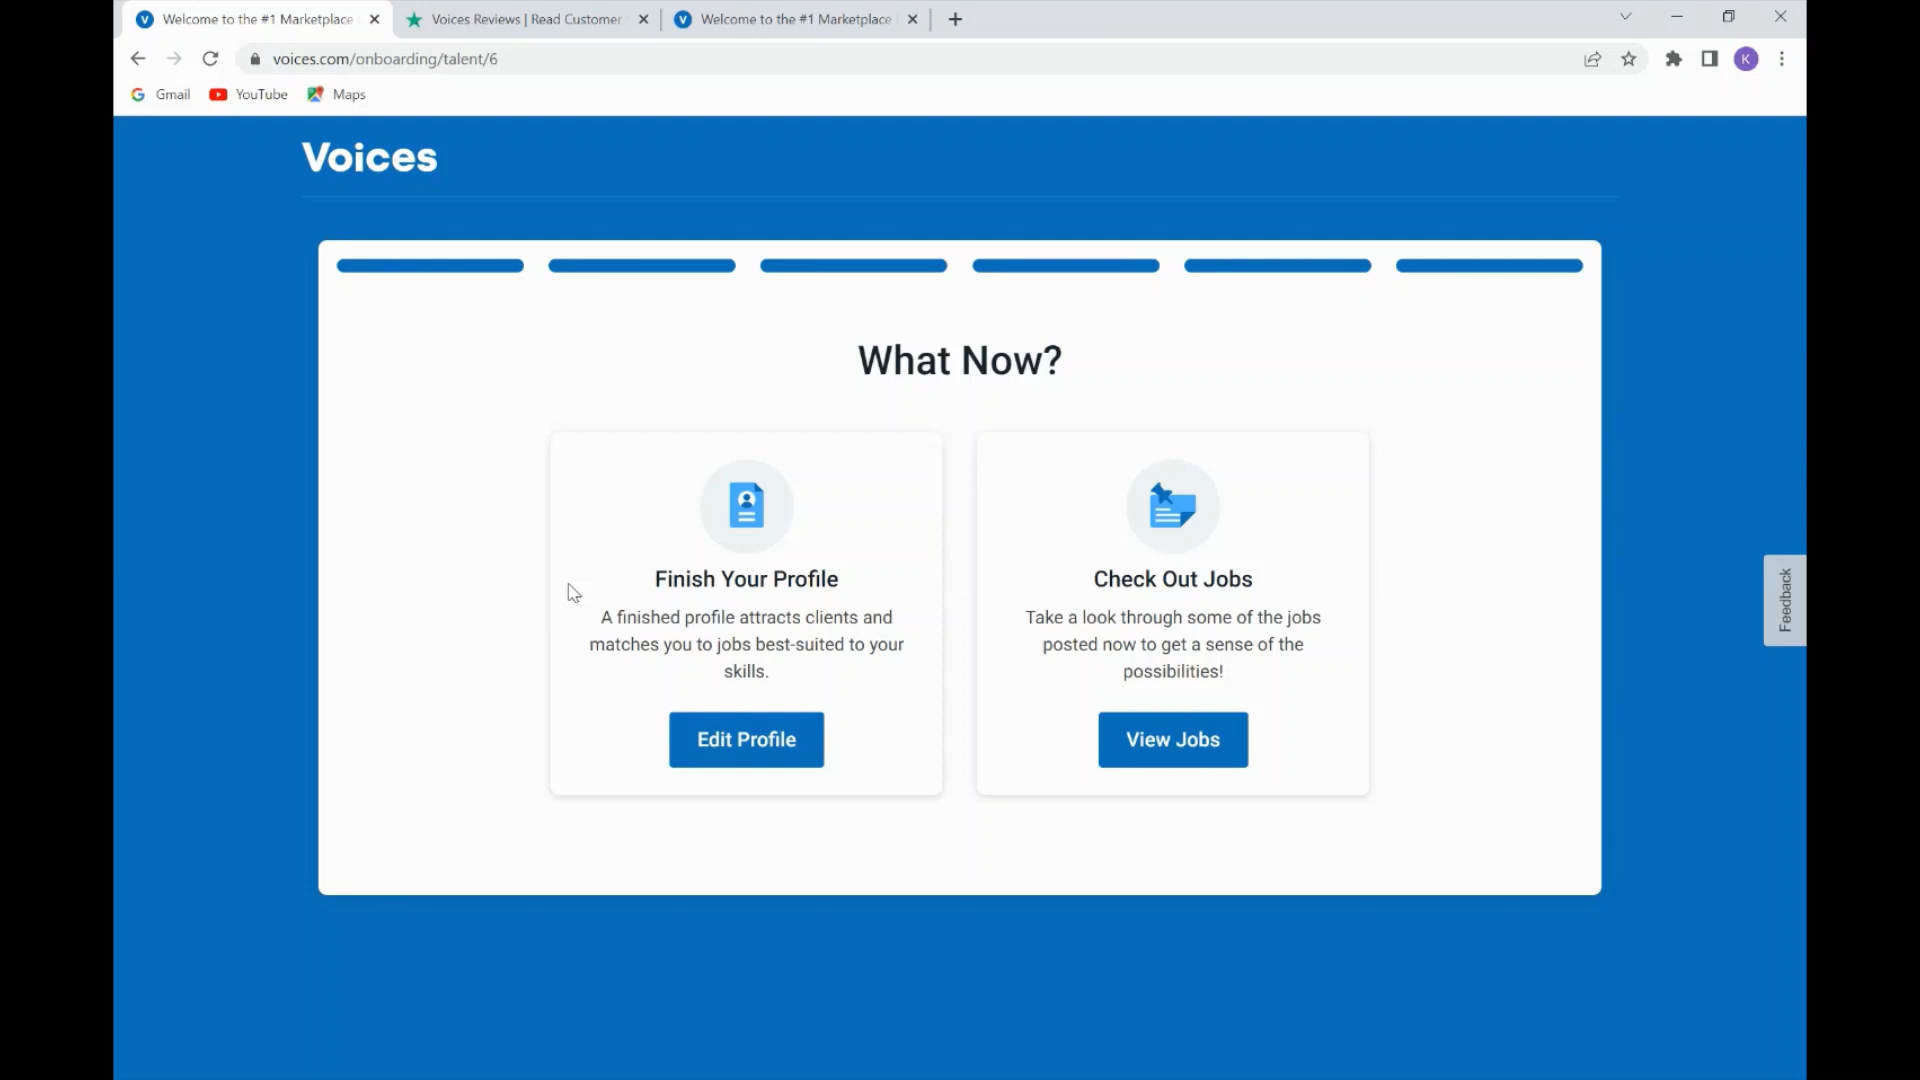 Welcome to the #1 Marketplace
Voices Reviews | Read Customer
Welcome to the #1 Marketplace
voices.com/onboarding/talent/6
K
Gmail
YouTube
Maps
Voices
What Now?
Finish Your Profile
A finished profile attracts clients and
matches you to jobs best-suited to your
skills.
Edit Profile
Check Out Jobs
Take a look through some of the jobs
posted now to get a sense of the
possibilities!
View Jobs
Feedback